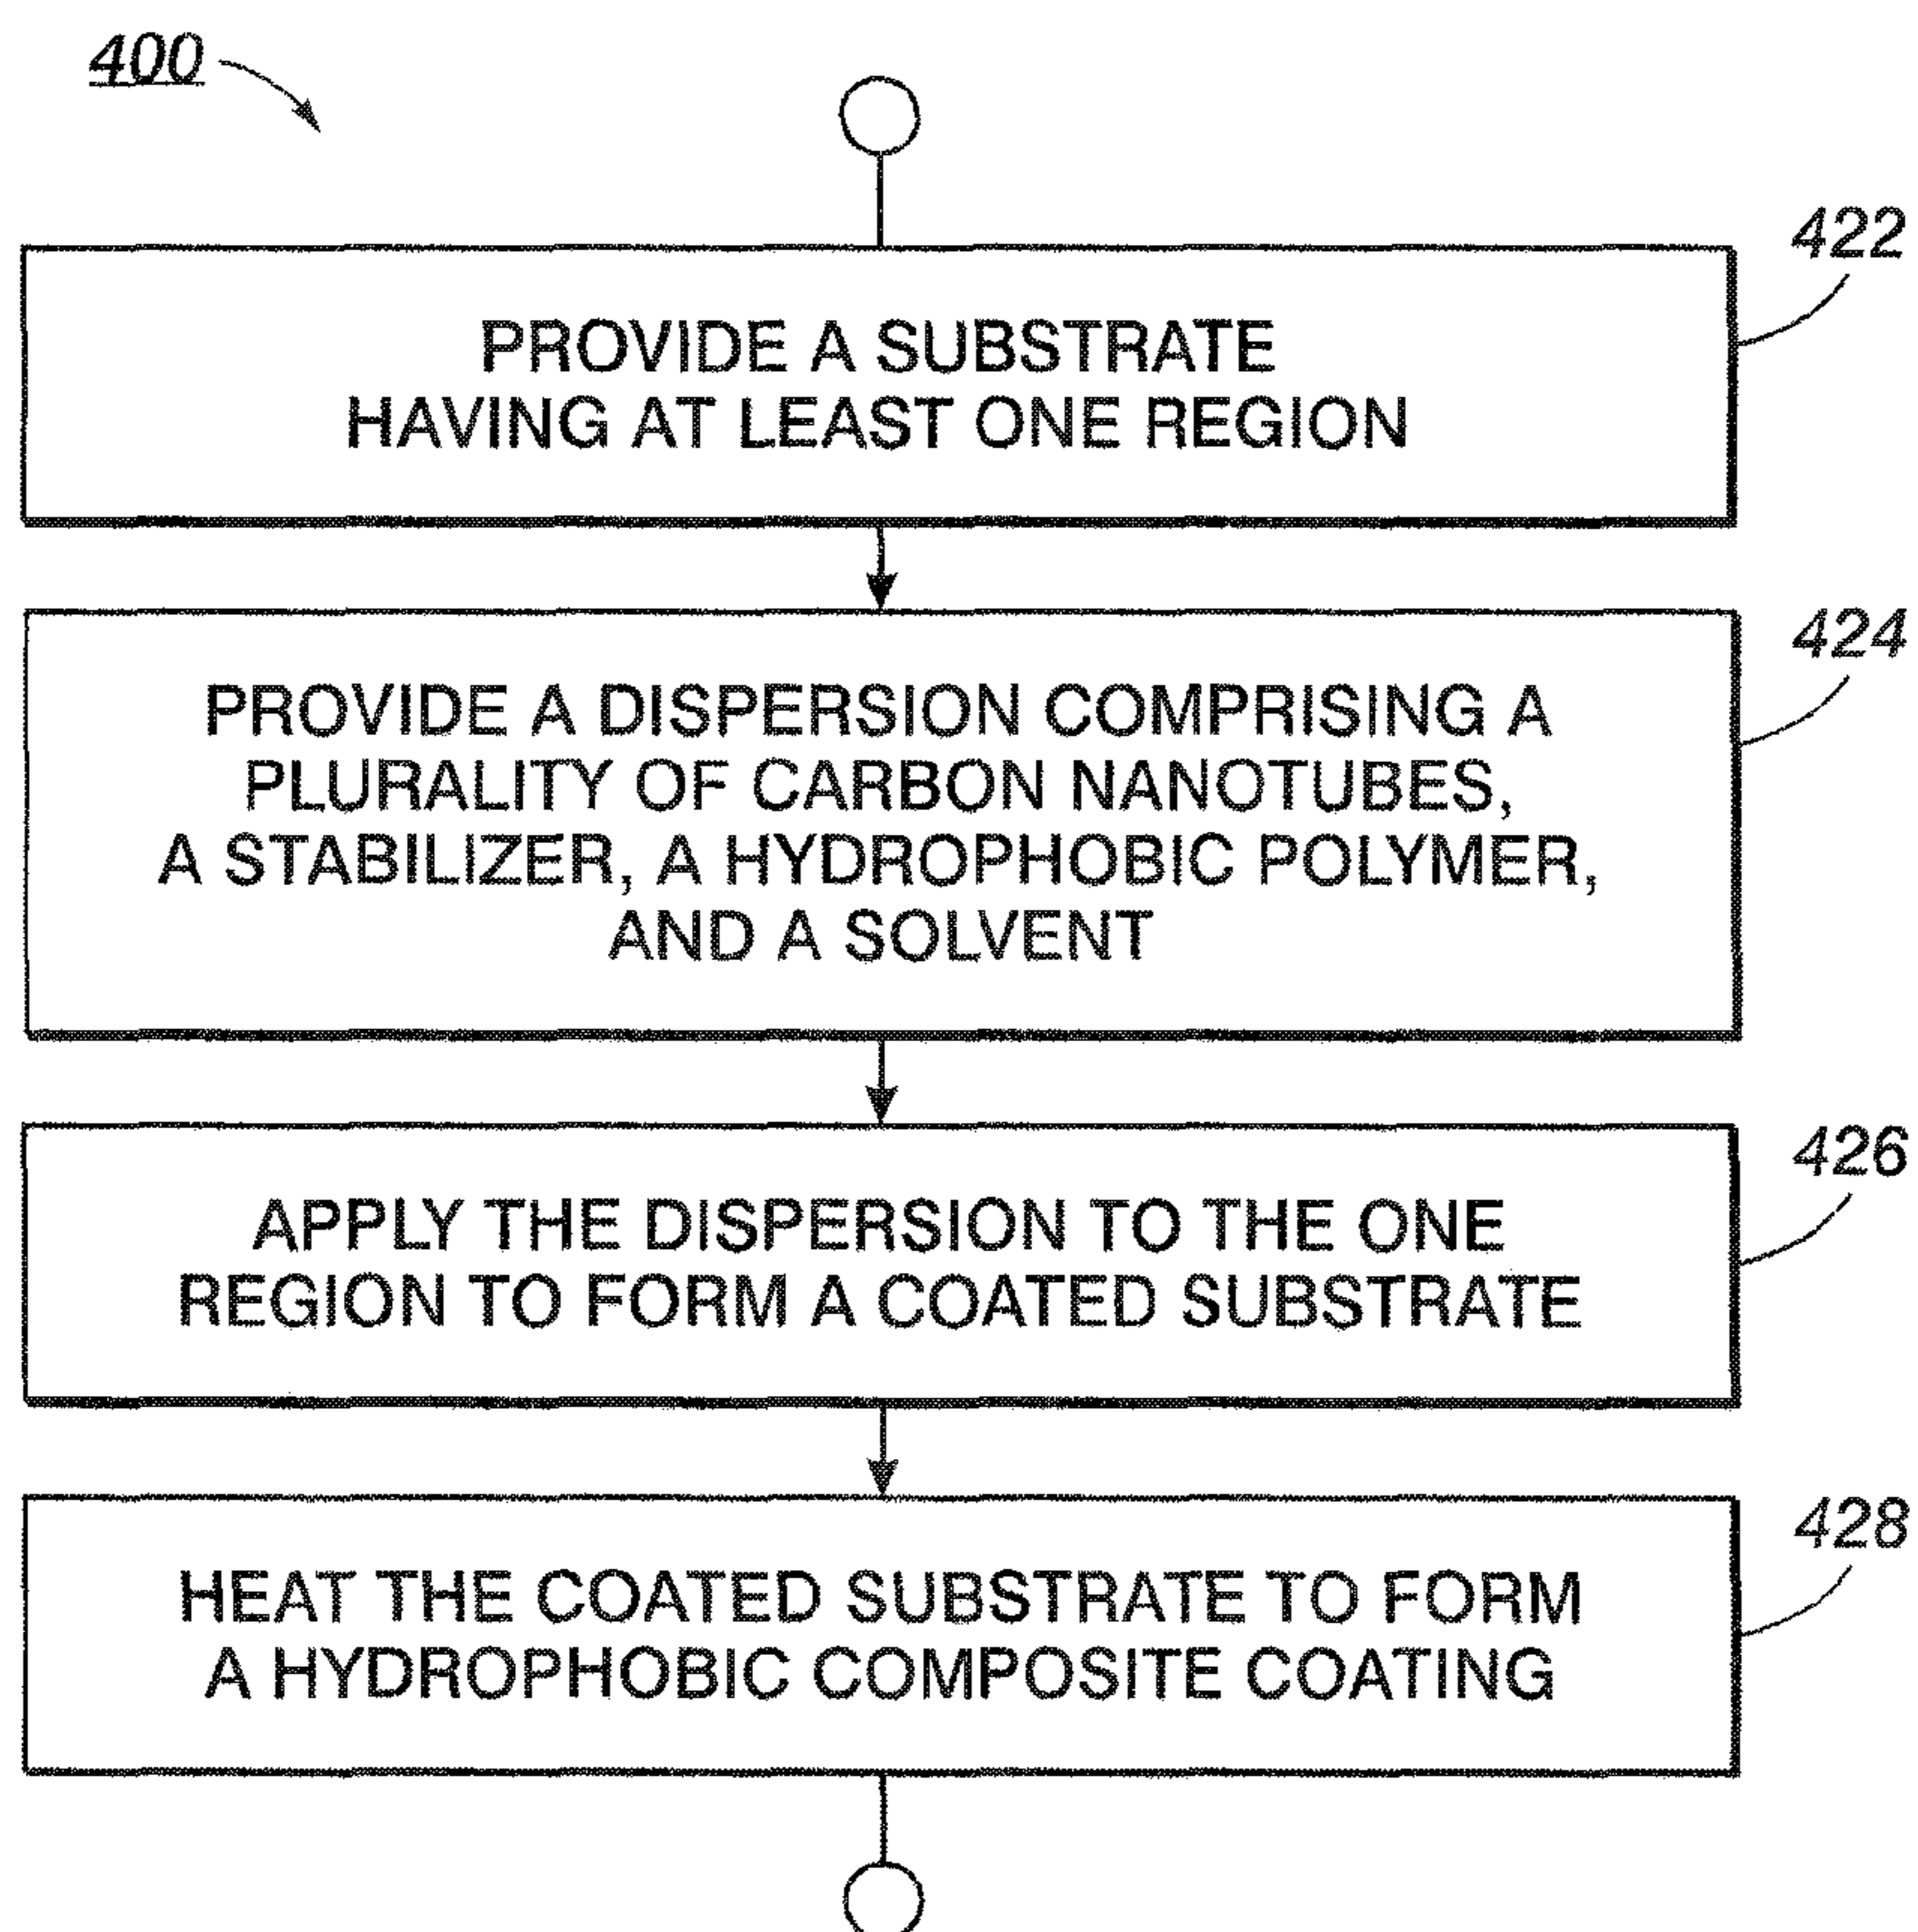 400
422
PROVIDE A SUBSTRATE
HAVING AT LEAST ONE REGION
424
PROVIDE A DISPERSION COMPRISING A
PLURALITY OF CARBON NANOTUBES,
A STABILIZER, A HYDROPHOBIC POLYMER,
AND A SOLVENT
426
APPLY THE DISPERSION TO THE ONE
REGION TO FORM A COATED SUBSTRATE
428
HEAT THE COATED SUBSTRATE TO FORM
A HYDROPHOBIC COMPOSITE COATING